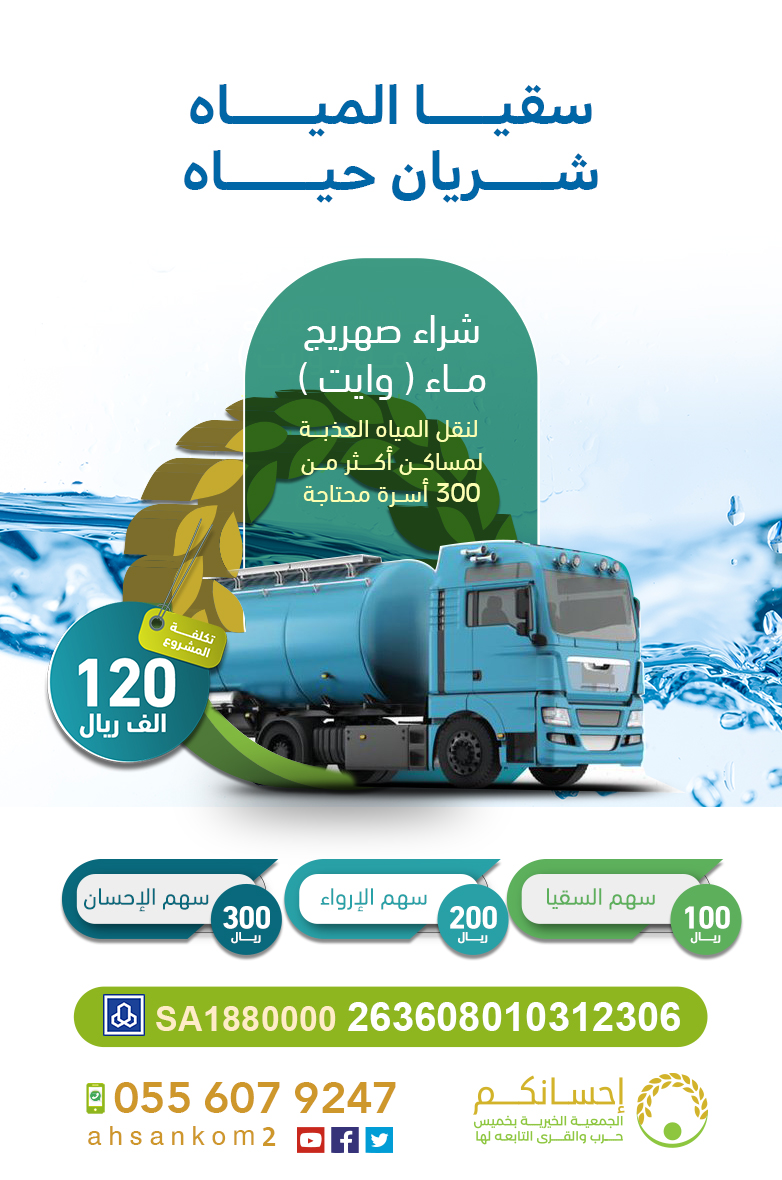 سقيا المياه
شريان حياه
شراء صهريج
ماء ( وايت )
لنقل المياه العذبة
لمساكن أكثر من
300 أسرة محتاجة
تكلفة
المشروع
120
الف ريال
سهم السقيا
100
ريال
سهم الإرواء
200
ريال
سهم الإحسان
300
ريال
SA1880000 263608010312306
055 607 9247
ahsankom2
إحسانكم
الجمعية الخيرية بخميس
حرب والقرى التابعه لها